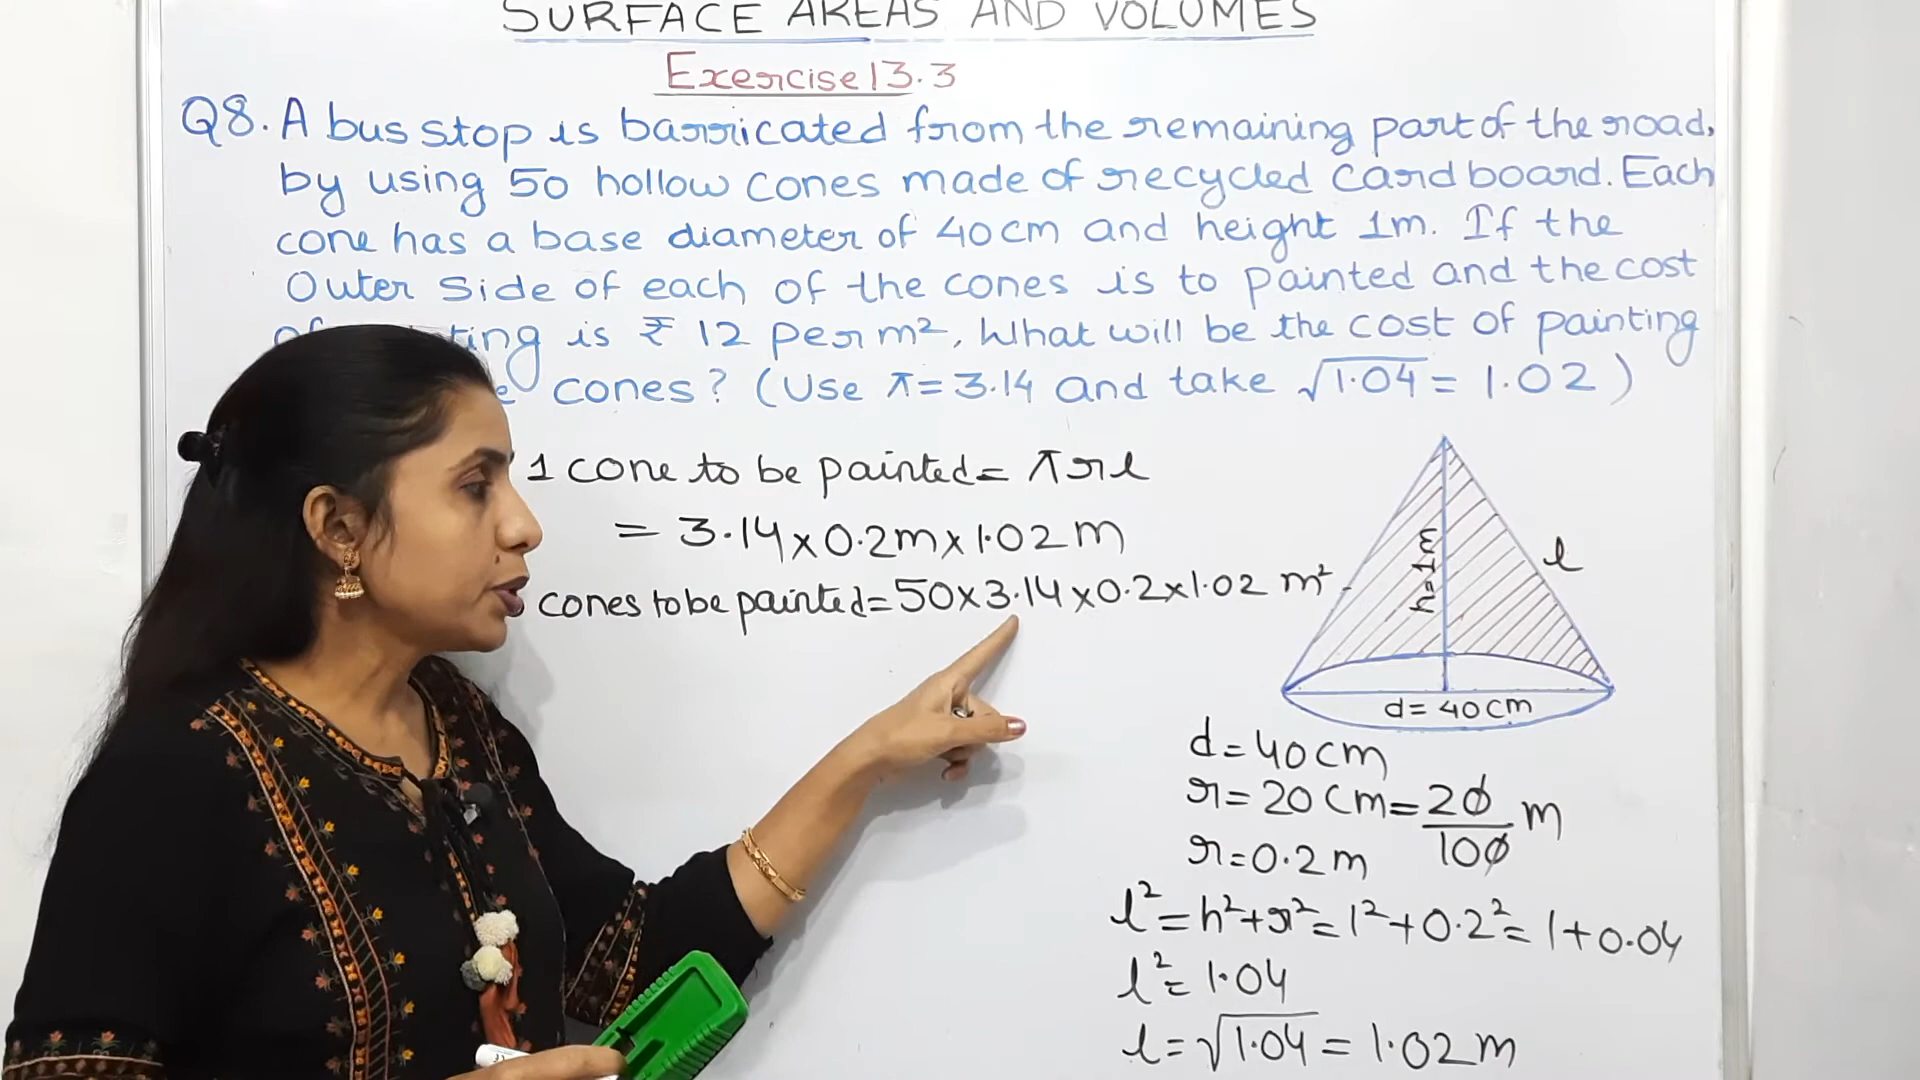 SURFACE AREAS AND VOLUMES
Exercise 13.3
Q8. A bus stop is barricated from the remaining part of the road,
by using 50 hollow cones made of recycled card board. Each
cone has a base diameter of 40 cm and height 1m. If the
Outer side of each of the cones is to painted and the cost
is ₹ 12 per m², What will be the cost of painting
cones? (Use π = 3.14 and take √1.04 = 1.02)
1 cone to be painted = πrl
= 3.14 × 0.2m × 1.02 m
cones to be painted = 50 × 3.14 × 0.2 × 1.02 m²
h = 1m
l
d = 40 cm
d = 40 cm
r = 20 cm = 20/100 m
r = 0.2 m
l² = h² + r² = 1² + 0.2² = 1 + 0.04
l² = 1.04
l = √1.04 = 1.02 m